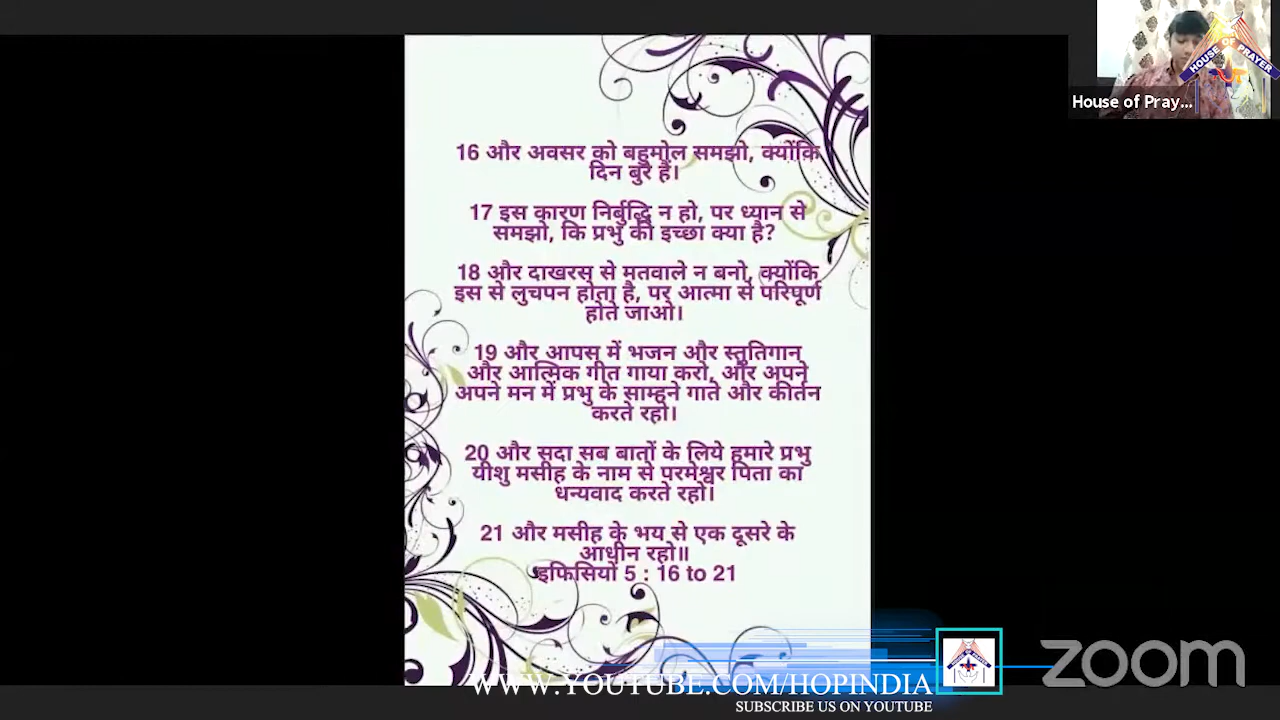 HOUSE OF PRAYER
House of Pray...
16 और अवसर को बहुमोल समझो, क्योंकि
दिन बुरे हैं।
17 इस कारण निर्बुद्धि न हो, पर ध्यान से
समझो, कि प्रभु की इच्छा क्या है?
18 और दाखरस से मतवाले न बनो, क्योंकि
इस से लुचपन होता है, पर आत्मा से परिपूर्ण
होते जाओ।
19 और आपस में भजन और स्तुतिगान
और आत्मिक गीत गाया करो, और अपने
अपने मन में प्रभु के साम्हने गाते और कीर्तन
करते रहो।
20 और सदा सब बातों के लिये हमारे प्रभु
यीशु मसीह के नाम से परमेश्वर पिता का
धन्यवाद करते रहो।
21 और मसीह के भय से एक दूसरे के
आधीन रहो॥
इफिसियों 5 : 16 to 21
WWW.YOUTUBE.COM/HOPINDIA
SUBSCRIBE US ON YOUTUBE
zoom